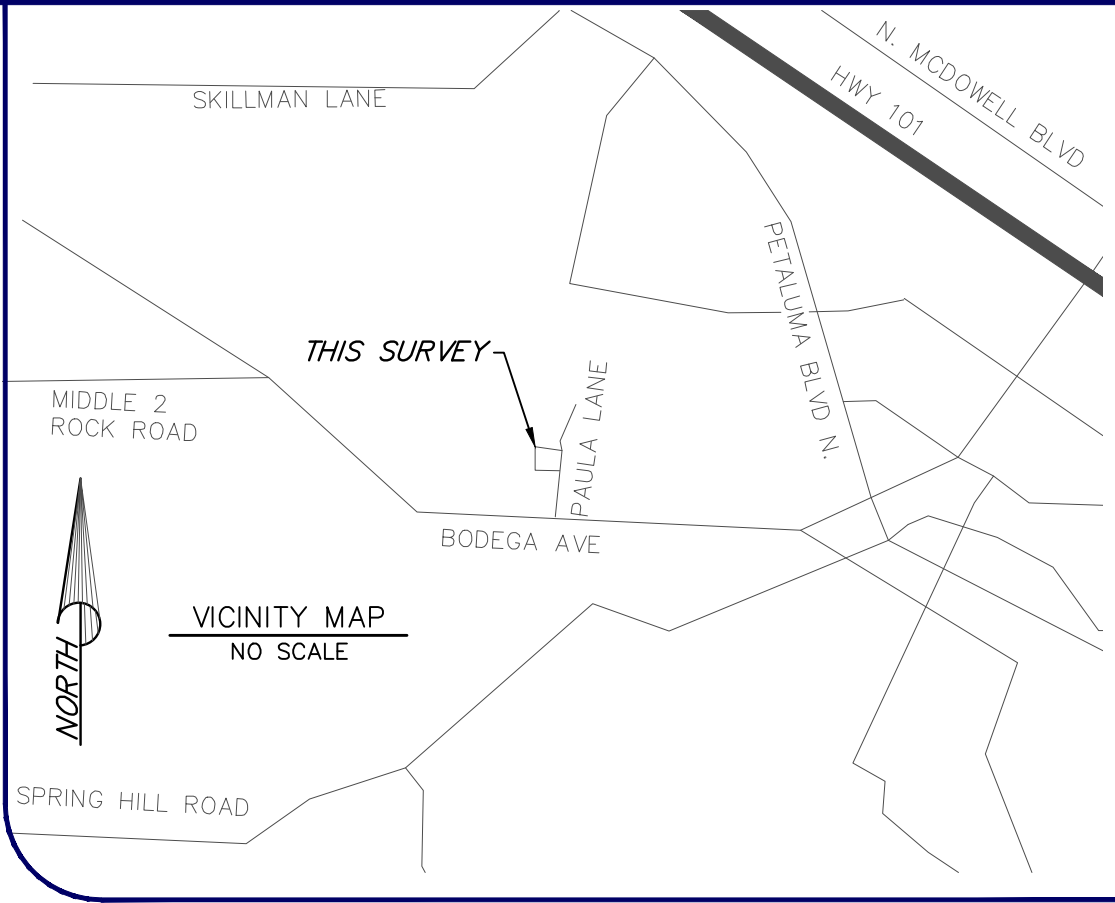 N. MCDOWELL BLVD
HWY 101
SKILLMAN LANE
PETALUMA BLVD N.
THIS SURVEY
PAULA LANE
MIDDLE 2
ROCK ROAD
BODEGA AVE
VICINITY MAP
NO SCALE
NORTH
SPRING HILL ROAD